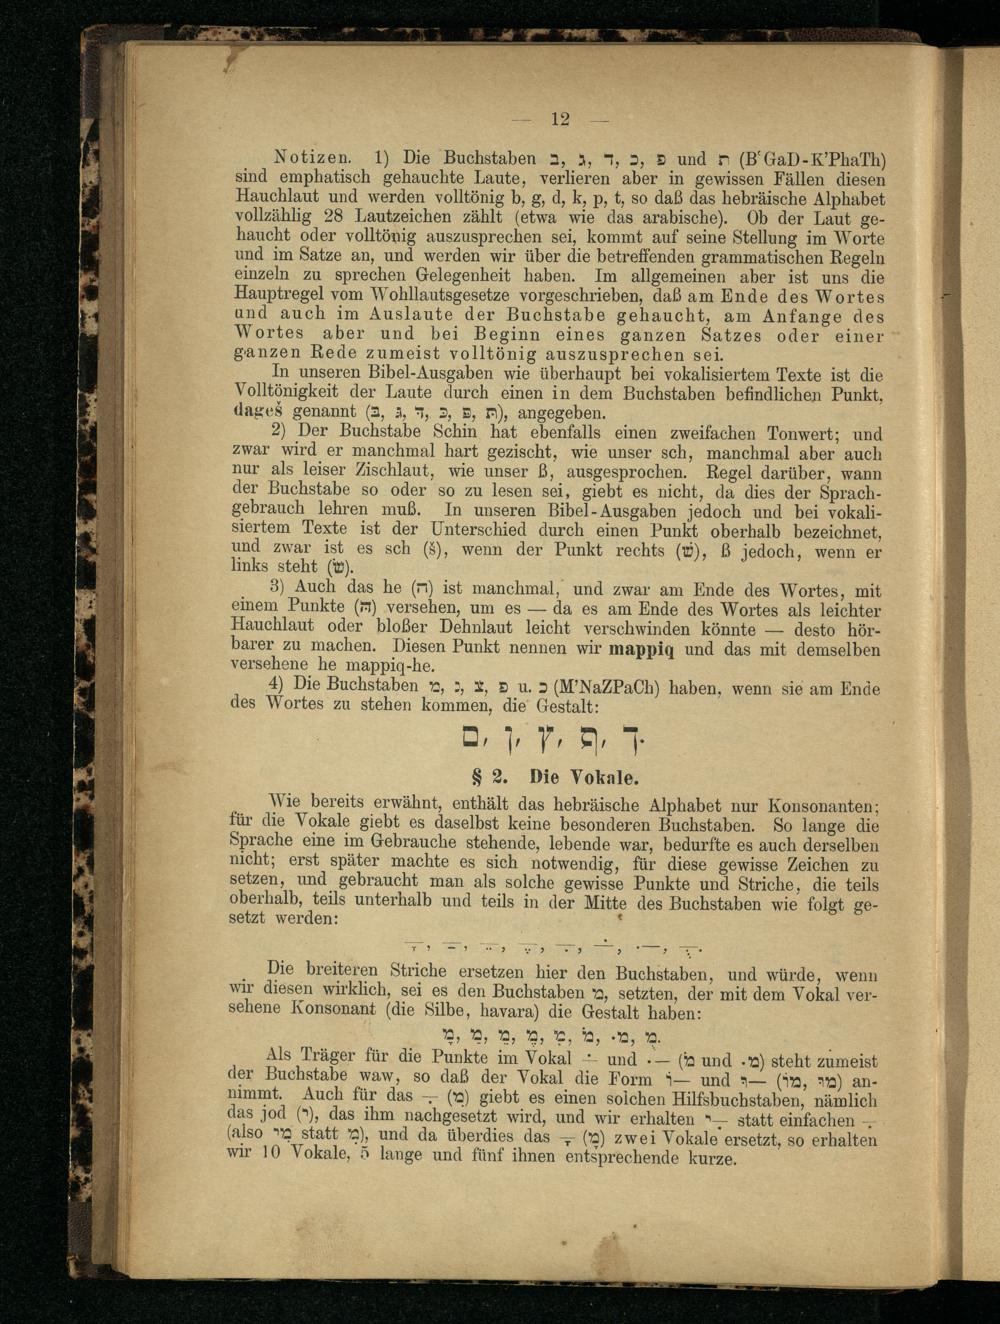 — 12 —
Notizen. 1) Die Buchstaben ב, ג, ד, כ, פ und ת (BᶜGaD-K'PhaTh)
sind emphatisch gehauchte Laute, verlieren aber in gewissen Fällen diesen
Hauchlaut und werden volltönig b, g, d, k, p, t, so daß das hebräische Alphabet
vollzählig 28 Lautzeichen zählt (etwa wie das arabische). Ob der Laut ge-
haucht oder volltönig auszusprechen sei, kommt auf seine Stellung im Worte
und im Satze an, und werden wir über die betreffenden grammatischen Regeln
einzeln zu sprechen Gelegenheit haben. Im allgemeinen aber ist uns die
Hauptregel vom Wohllautsgesetze vorgeschrieben, daß am Ende des Wortes
und auch im Auslaute der Buchstabe gehaucht, am Anfange des
Wortes aber und bei Beginn eines ganzen Satzes oder einer
ganzen Rede zumeist volltönig auszusprechen sei.
In unseren Bibel-Ausgaben wie überhaupt bei vokalisiertem Texte ist die
Volltönigkeit der Laute durch einen in dem Buchstaben befindlichen Punkt,
dageš genannt (בּ, גּ, דּ, כּ, פּ, תּ), angegeben.
2) Der Buchstabe Schin hat ebenfalls einen zweifachen Tonwert; und
zwar wird er manchmal hart gezischt, wie unser sch, manchmal aber auch
nur als leiser Zischlaut, wie unser ß, ausgesprochen. Regel darüber, wann
der Buchstabe so oder so zu lesen sei, giebt es nicht, da dies der Sprach-
gebrauch lehren muß. In unseren Bibel-Ausgaben jedoch und bei vokali-
siertem Texte ist der Unterschied durch einen Punkt oberhalb bezeichnet,
und zwar ist es sch (š), wenn der Punkt rechts (שׁ), ß jedoch, wenn er
links steht (שׂ).
3) Auch das he (ה) ist manchmal, und zwar am Ende des Wortes, mit
einem Punkte (הּ) versehen, um es — da es am Ende des Wortes als leichter
Hauchlaut oder bloßer Dehnlaut leicht verschwinden könnte — desto hör-
barer zu machen. Diesen Punkt nennen wir mappiq und das mit demselben
versehene he mappiq-he.
4) Die Buchstaben מ, נ, צ, פ u. כ (M'NaZPaCh) haben, wenn sie am Ende
des Wortes zu stehen kommen, die Gestalt:
ם, ן, ץ, ף, ך.
§ 2. Die Vokale.
Wie bereits erwähnt, enthält das hebräische Alphabet nur Konsonanten;
für die Vokale giebt es daselbst keine besonderen Buchstaben. So lange die
Sprache eine im Gebrauche stehende, lebende war, bedurfte es auch derselben
nicht; erst später machte es sich notwendig, für diese gewisse Zeichen zu
setzen, und gebraucht man als solche gewisse Punkte und Striche, die teils
oberhalb, teils unterhalb und teils in der Mitte des Buchstaben wie folgt ge-
setzt werden:
—ָ, —ַ, —ֵ, —ֶ, —ִ, —ֹ, ·—, —ֻ.
Die breiteren Striche ersetzen hier den Buchstaben, und würde, wenn
wir diesen wirklich, sei es den Buchstaben מ, setzten, der mit dem Vokal ver-
sehene Konsonant (die Silbe, havara) die Gestalt haben:
מָ, מַ, מֵ, מֶ, מִ, מֹ, ·מ, מֻ.
Als Träger für die Punkte im Vokal —ֹ und ·— (מֹ und ·מ) steht zumeist
der Buchstabe waw, so daß der Vokal die Form וֹ— und וּ— (מוֹ, מוּ) an-
nimmt. Auch für das —ִ (מִ) giebt es einen solchen Hilfsbuchstaben, nämlich
das jod (י), das ihm nachgesetzt wird, und wir erhalten —ִי statt einfachen —ִ
(also מִי statt מִ), und da überdies das —ָ (מָ) zwei Vokale ersetzt, so erhalten
wir 10 Vokale, 5 lange und fünf ihnen entsprechende kurze.